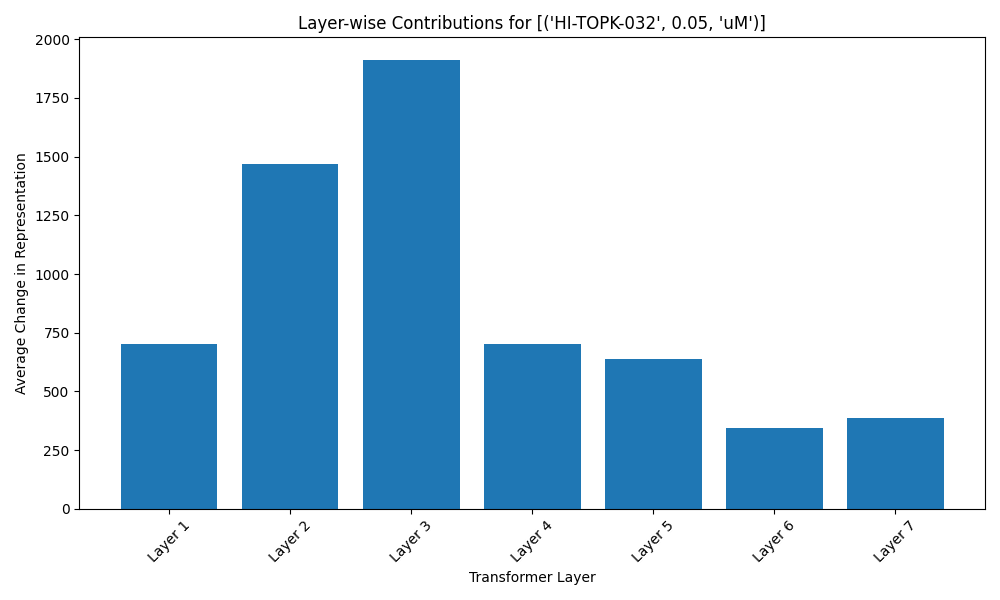 Layer-wise Contributions for [('HI-TOPK-032', 0.05, 'uM')]
Average Change in Representation
2000
1750
1500
1250
1000
750
500
250
0
Layer 1
Layer 2
Layer 3
Layer 4
Layer 5
Layer 6
Layer 7
Transformer Layer